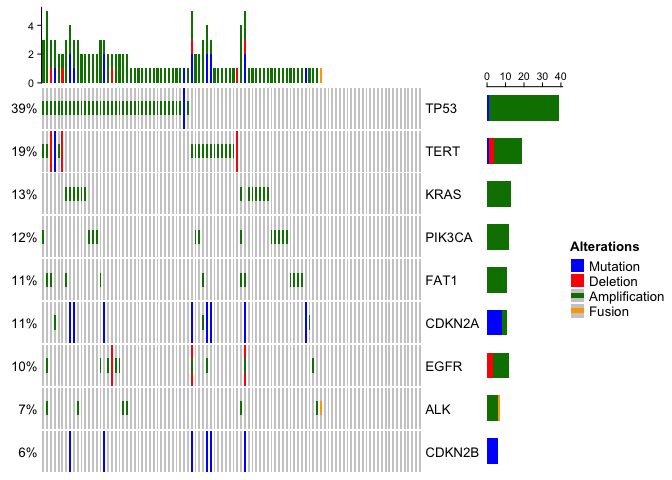 4
2
0
0 10 20 30 40
39% TP53
19% TERT
13% KRAS
12% PIK3CA
11% FAT1
11% CDKN2A
10% EGFR
7% ALK
6% CDKN2B
Alterations
Mutation
Deletion
Amplification
Fusion